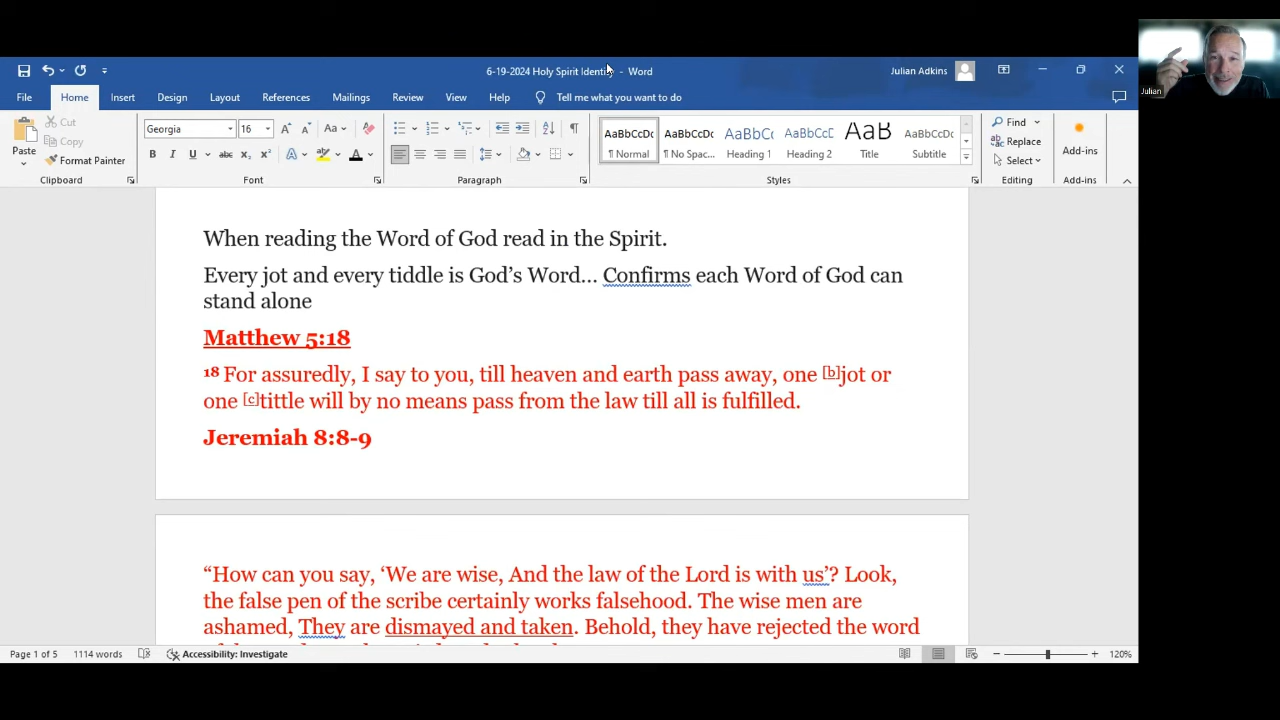 6-19-2024 Holy Spirit Identi - Word
Julian Adkins
Julian
File Home Insert Design Layout References Mailings Review View Help Tell me what you want to do
Paste
Cut
Copy
Format Painter
Clipboard
Georgia 16
Font
Paragraph
AaBbCcDc AaBbCcDc AaBbCc AaBbCcD AaB AaBbCcD
¶ Normal ¶ No Spac... Heading 1 Heading 2 Title Subtitle
Styles
Find
Replace
Select
Editing
Add-ins
Add-ins
When reading the Word of God read in the Spirit.
Every jot and every tiddle is God’s Word... Confirms each Word of God can
stand alone
Matthew 5:18
18 For assuredly, I say to you, till heaven and earth pass away, one [b]jot or
one [c]tittle will by no means pass from the law till all is fulfilled.
Jeremiah 8:8-9
“How can you say, ‘We are wise, And the law of the Lord is with us’? Look,
the false pen of the scribe certainly works falsehood. The wise men are
ashamed, They are dismayed and taken. Behold, they have rejected the word
Page 1 of 5 1114 words Accessibility: Investigate 120%